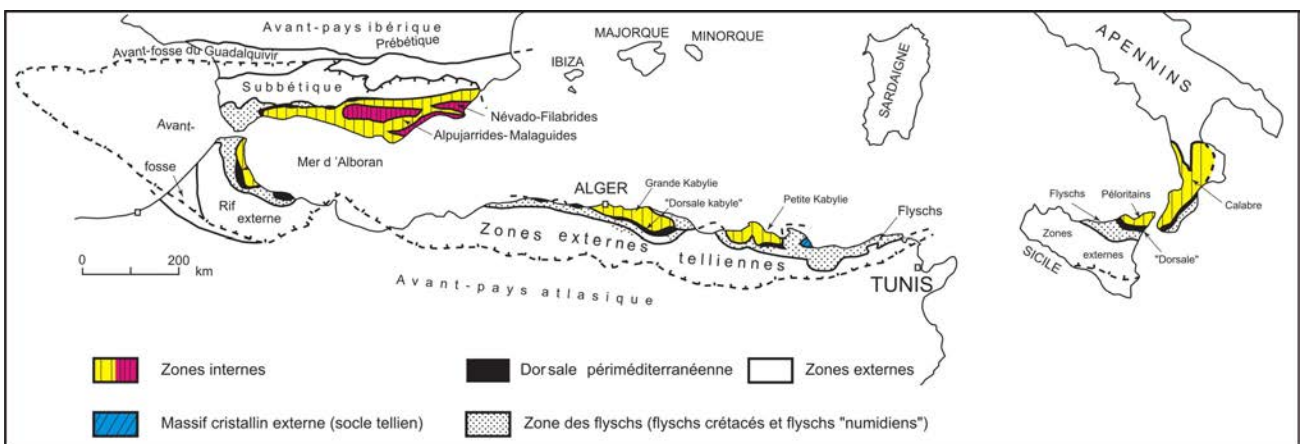 Avant-pays ibérique
Prébétique
Avant-fosse du Guadalquivir
Subbétique
Avant-
fosse
Rif
externe
0 200
km
Mer d 'Alboran
Névado-Filabrides
Alpujarrides-Malaguides
IBIZA
MAJORQUE
MINORQUE
SARDAIGNE
APENNINS
ALGER
Grande Kabylie
"Dorsale kabyle"
Petite Kabylie
Flyschs
Zones externes
telliennes
Avant-pays atlasique
TUNIS
Flyschs
Péloritains
Calabre
Zones
externes
"Dorsale"
SICILE
Zones internes
Dorsale périméditerranéenne
Zones externes
Massif cristallin externe (socle tellien)
Zone des flyschs (flyschs crétacés et flyschs "numidiens")